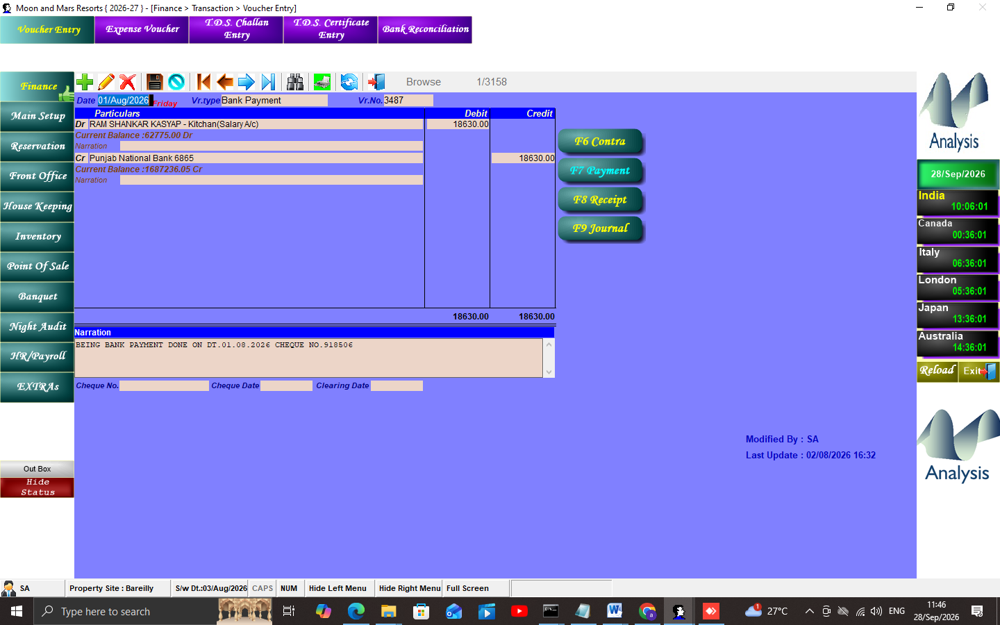 Moon and Mars Resorts { 2026-27 } - [Finance > Transaction > Voucher Entry]
Voucher Entry
Expense Voucher
T.D.S. Challan
Entry
T.D.S. Certificate
Entry
Bank Reconciliation
Finance
Main Setup
Reservation
Front Office
House Keeping
Inventory
Point Of Sale
Banquet
Night Audit
HR/Payroll
EXTRAs
Out Box
Hide
Status
Browse 1/3158
Date 01/Aug/2026 Friday Vr.type Bank Payment Vr.No. 3487
Particulars Debit Credit
Dr RAM SHANKAR KASYAP - Kitchan(Salary A/c) 18630.00
Current Balance :62775.00 Dr
Narration
Cr Punjab National Bank 6865 18630.00
Current Balance :1687236.05 Cr
Narration
18630.00 18630.00
Narration
BEING BANK PAYMENT DONE ON DT.01.08.2026 CHEQUE NO.918506
Cheque No. Cheque Date Clearing Date
F6 Contra
F7 Payment
F8 Receipt
F9 Journal
Modified By : SA
Last Update : 02/08/2026 16:32
Analysis
28/Sep/2026
India
10:06:01
Canada
00:36:01
Italy
06:36:01
London
05:36:01
Japan
13:36:01
Australia
14:36:01
Reload Exit
Analysis
SA Property Site : Bareilly S/w Dt.:03/Aug/2026 CAPS NUM Hide Left Menu Hide Right Menu Full Screen
Type here to search
1
27°C
ENG
11:46
28/Sep/2026